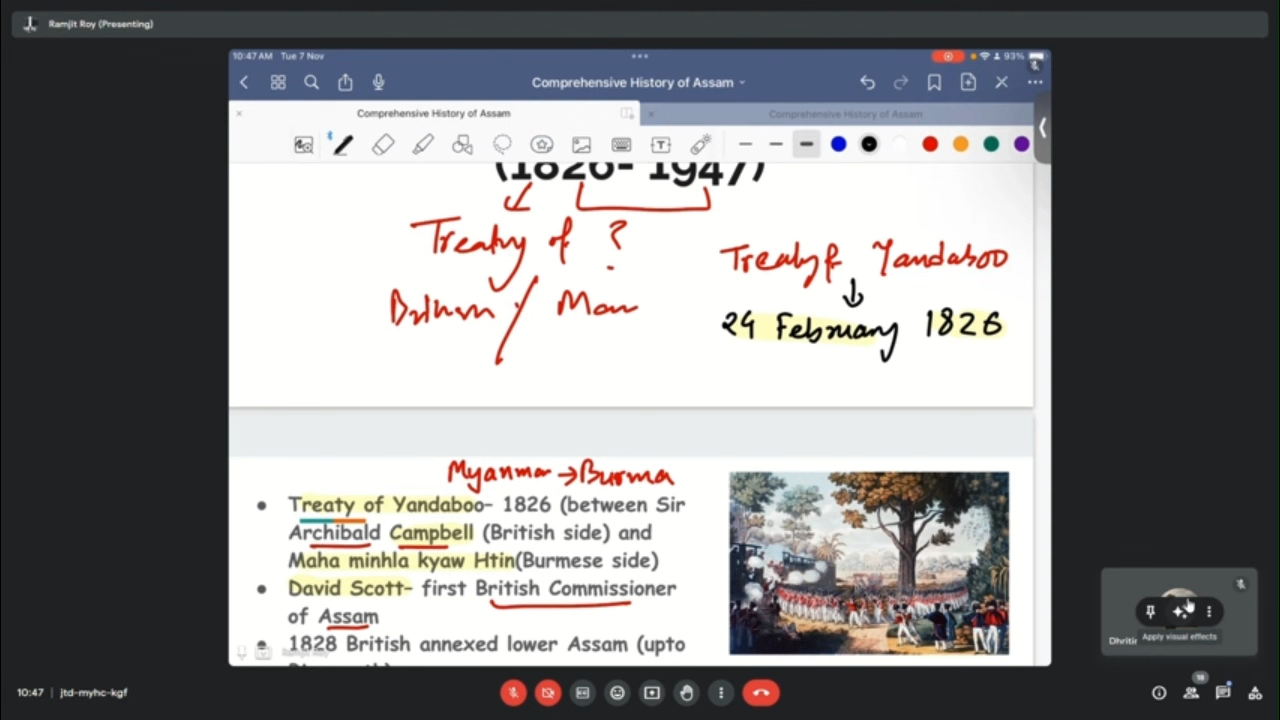 Ramjit Roy (Presenting)
10:47 AM Tue 7 Nov
93%
Comprehensive History of Assam
Comprehensive History of Assam
Comprehensive History of Assam
(1826- 1947)
Treaty of ?
Treaty of Yandaboo
Man
24 February 1826
Myanmar → Burma
• Treaty of Yandaboo- 1826 (between Sir
Archibald Campbell (British side) and
Maha minhla kyaw Htin(Burmese side)
• David Scott- first British Commissioner
of Assam
• 1828 British annexed lower Assam (upto
Apply visual effects
10:47 | jtd-myhc-kgf